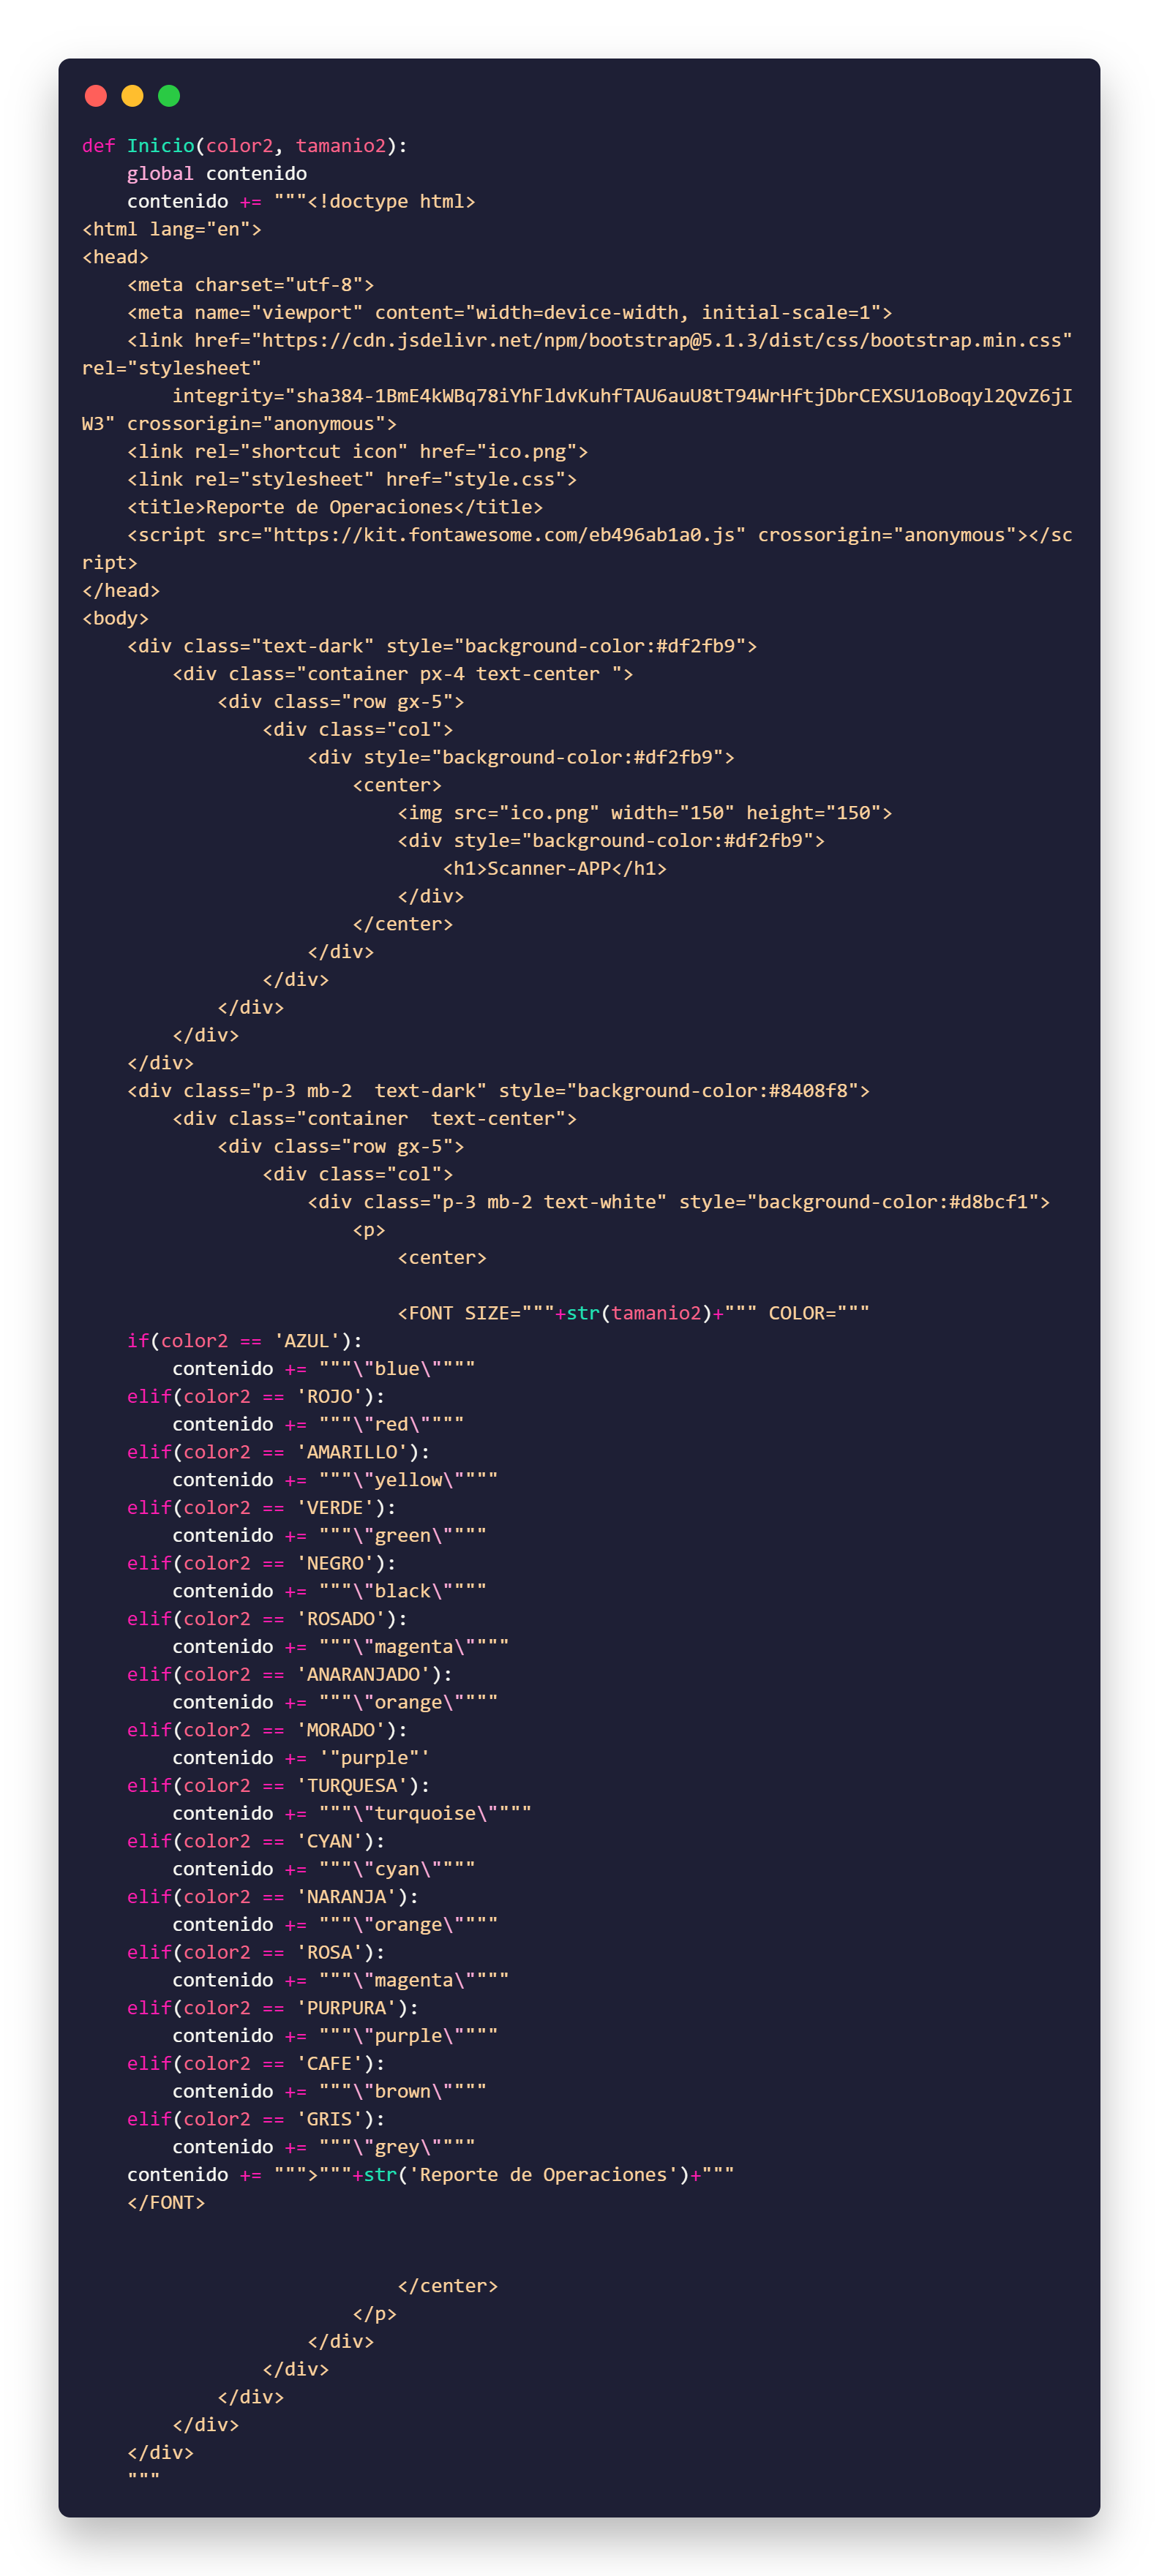 def Inicio(color2, tamanio2):
    global contenido
    contenido += """<!doctype html>
<html lang="en">
<head>
    <meta charset="utf-8">
    <meta name="viewport" content="width=device-width, initial-scale=1">
    <link href="https://cdn.jsdelivr.net/npm/bootstrap@5.1.3/dist/css/bootstrap.min.css"
rel="stylesheet"
        integrity="sha384-1BmE4kWBq78iYhFldvKuhfTAU6auU8tT94WrHftjDbrCEXSU1oBoqyl2QvZ6jI
W3" crossorigin="anonymous">
    <link rel="shortcut icon" href="ico.png">
    <link rel="stylesheet" href="style.css">
    <title>Reporte de Operaciones</title>
    <script src="https://kit.fontawesome.com/eb496ab1a0.js" crossorigin="anonymous"></sc
ript>
</head>
<body>
    <div class="text-dark" style="background-color:#df2fb9">
        <div class="container px-4 text-center ">
            <div class="row gx-5">
                <div class="col">
                    <div style="background-color:#df2fb9">
                        <center>
                            <img src="ico.png" width="150" height="150">
                            <div style="background-color:#df2fb9">
                                <h1>Scanner-APP</h1>
                            </div>
                        </center>
                    </div>
                </div>
            </div>
        </div>
    </div>
    <div class="p-3 mb-2  text-dark" style="background-color:#8408f8">
        <div class="container  text-center">
            <div class="row gx-5">
                <div class="col">
                    <div class="p-3 mb-2 text-white" style="background-color:#d8bcf1">
                        <p>
                            <center>

                            <FONT SIZE="""+str(tamanio2)+""" COLOR="""
    if(color2 == 'AZUL'):
        contenido += """\"blue\""""
    elif(color2 == 'ROJO'):
        contenido += """\"red\""""
    elif(color2 == 'AMARILLO'):
        contenido += """\"yellow\""""
    elif(color2 == 'VERDE'):
        contenido += """\"green\""""
    elif(color2 == 'NEGRO'):
        contenido += """\"black\""""
    elif(color2 == 'ROSADO'):
        contenido += """\"magenta\""""
    elif(color2 == 'ANARANJADO'):
        contenido += """\"orange\""""
    elif(color2 == 'MORADO'):
        contenido += '"purple"'
    elif(color2 == 'TURQUESA'):
        contenido += """\"turquoise\""""
    elif(color2 == 'CYAN'):
        contenido += """\"cyan\""""
    elif(color2 == 'NARANJA'):
        contenido += """\"orange\""""
    elif(color2 == 'ROSA'):
        contenido += """\"magenta\""""
    elif(color2 == 'PURPURA'):
        contenido += """\"purple\""""
    elif(color2 == 'CAFE'):
        contenido += """\"brown\""""
    elif(color2 == 'GRIS'):
        contenido += """\"grey\""""
    contenido += """>"""+str('Reporte de Operaciones')+"""
    </FONT>


                            </center>
                        </p>
                    </div>
                </div>
            </div>
        </div>
    </div>
    """